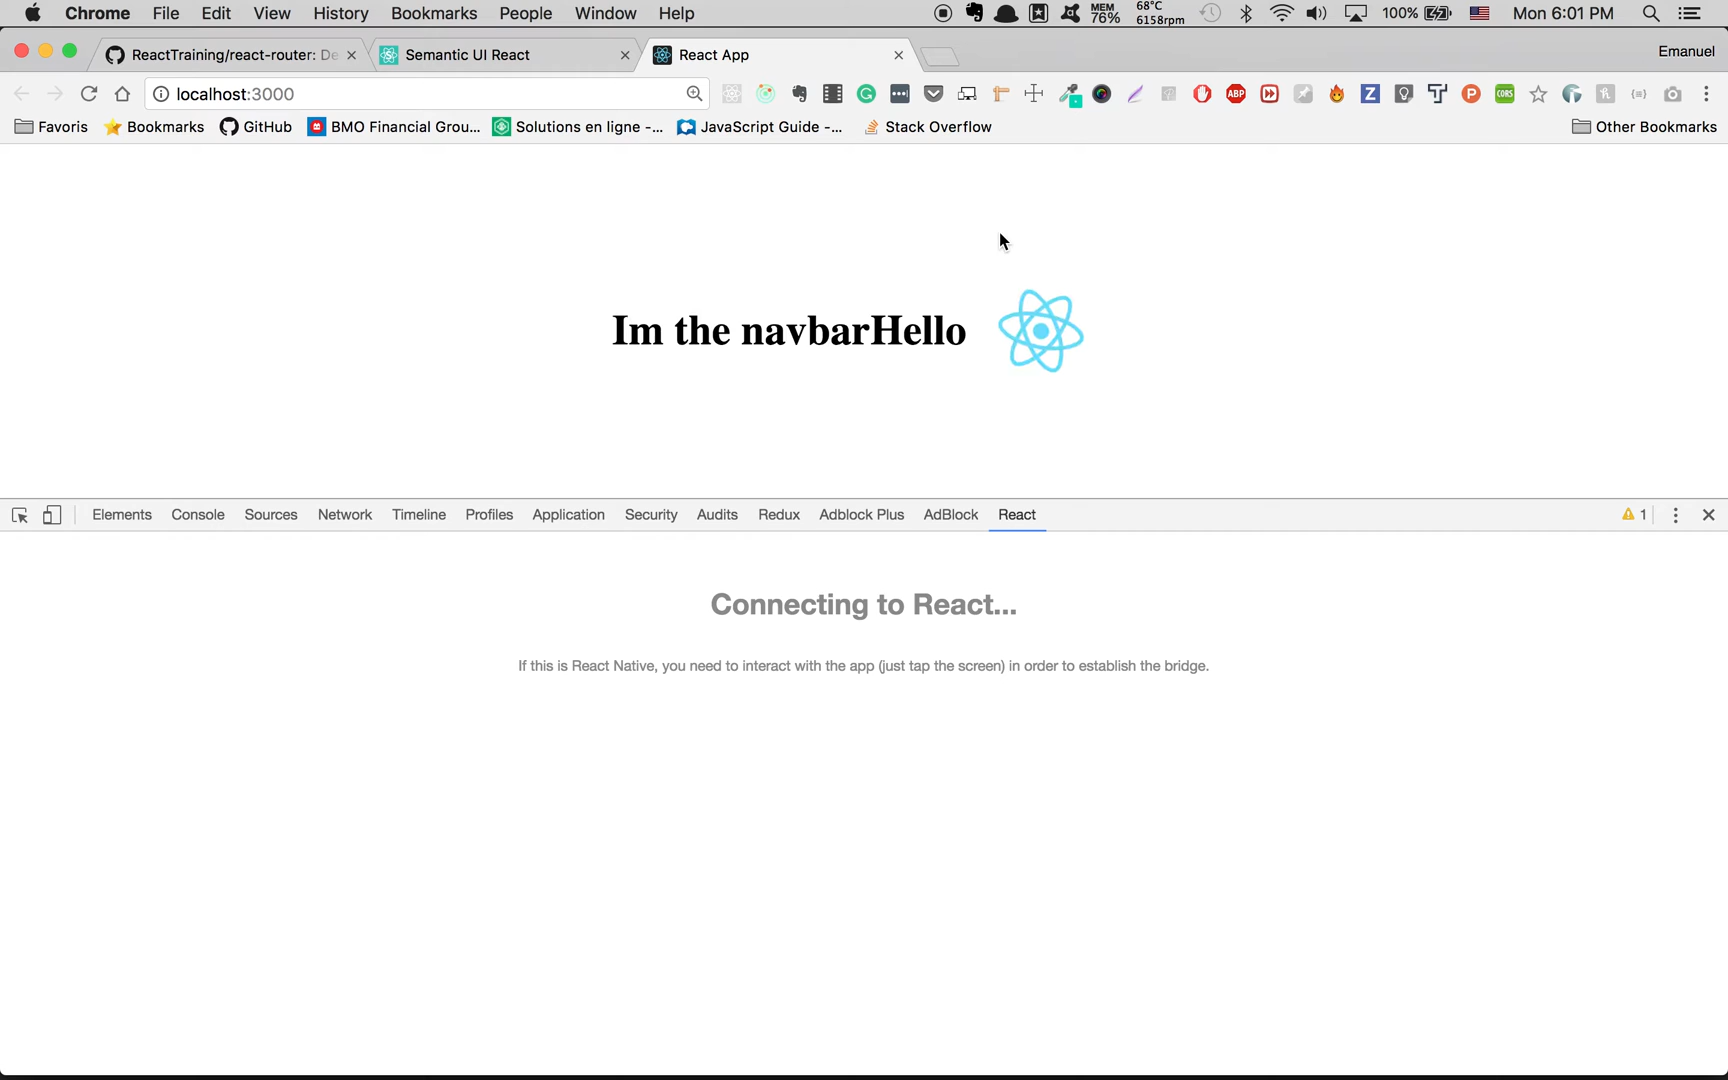 Chrome File Edit View History Bookmarks People Window Help MEM 76% 68°C 6158rpm 100% Mon 6:01 PM
ReactTraining/react-router: De Semantic UI React React App Emanuel
localhost:3000 ABP Z P CORS
Favoris Bookmarks GitHub BMO Financial Grou... Solutions en ligne -... JavaScript Guide -... Stack Overflow Other Bookmarks
Im the navbarHello
Elements Console Sources Network Timeline Profiles Application Security Audits Redux Adblock Plus AdBlock React 1
Connecting to React...
If this is React Native, you need to interact with the app (just tap the screen) in order to establish the bridge.